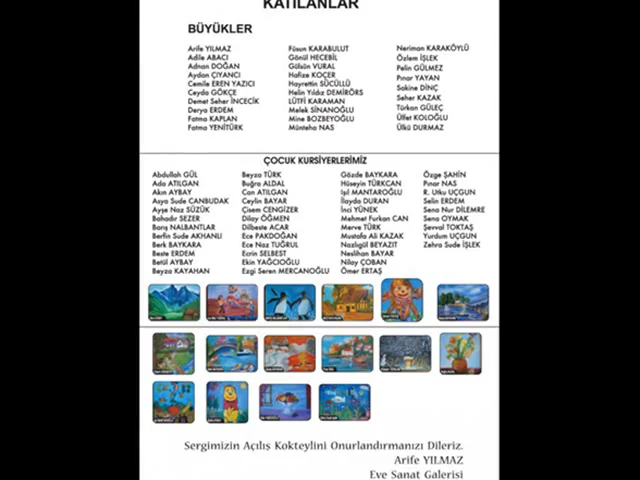 KATILANLAR
BÜYÜKLER
Arife YILMAZ
Adile ABACI
Adnan DOĞAN
Aydan ÇIYANCI
Cemile EREN YAZICI
Ceyda GÖKÇE
Demet Seher İNCECİK
Derya ERDEM
Fatma KAPLAN
Fatma YENİTÜRK
Füsun KARABULUT
Gönül HECEBİL
Gülsün VURAL
Hafize KOÇER
Hayrettin SÜCÜLLÜ
Helin Yıldız DEMİRÖRS
LÜTFİ KARAMAN
Melek SİNANOĞLU
Mine BOZBEYOĞLU
Münteha NAS
Neriman KARAKÖYLÜ
Özlem İŞLEK
Pelin GÜLMEZ
Pınar YAYAN
Sakine DİNÇ
Seher KAZAK
Türkan GÜLEÇ
Ülfet KOLOĞLU
Ülkü DURMAZ
ÇOCUK KURSİYERLERİMİZ
Abdullah GÜL
Ada ATILGAN
Akın AYBAY
Asya Sude CANBUDAK
Ayşe Naz SÜZÜK
Bahadır SEZER
Barış NALBANTLAR
Berfin Sude AKHANLI
Berk BAYKARA
Beste ERDEM
Betül AYBAY
Beyza KAYAHAN
Beyza TÜRK
Buğra ALDAL
Can ATILGAN
Ceylin BAYAR
Çisem CENGİZER
Dilay ÖĞMEN
Dilbeste ACAR
Ece PAKDOĞAN
Ece Naz TUĞRUL
Ecrin SELBEST
Ekin YAĞCIOĞLU
Ezgi Seren MERCANOĞLU
Gözde BAYKARA
Hüseyin TÜRKCAN
Işıl MANTAROĞLU
İlayda DURAN
İnci YÜNEK
Mehmet Furkan CAN
Merve TÜRK
Mustafa Ali KAZAK
Nazlıgül BEYAZIT
Neslihan BAYAR
Nilay ÇOBAN
Ömer ERTAŞ
Özge ŞAHİN
Pınar NAS
R. Utku UÇGUN
Selin ERDEM
Sena Nur DİLEMRE
Sena OYMAK
Şevval TOKTAŞ
Yurdum UÇGUN
Zehra Sude İŞLEK
Sergimizin Açılış Kokteylini Onurlandırmanızı Dileriz.
Arife YILMAZ
Eve Sanat Galerisi